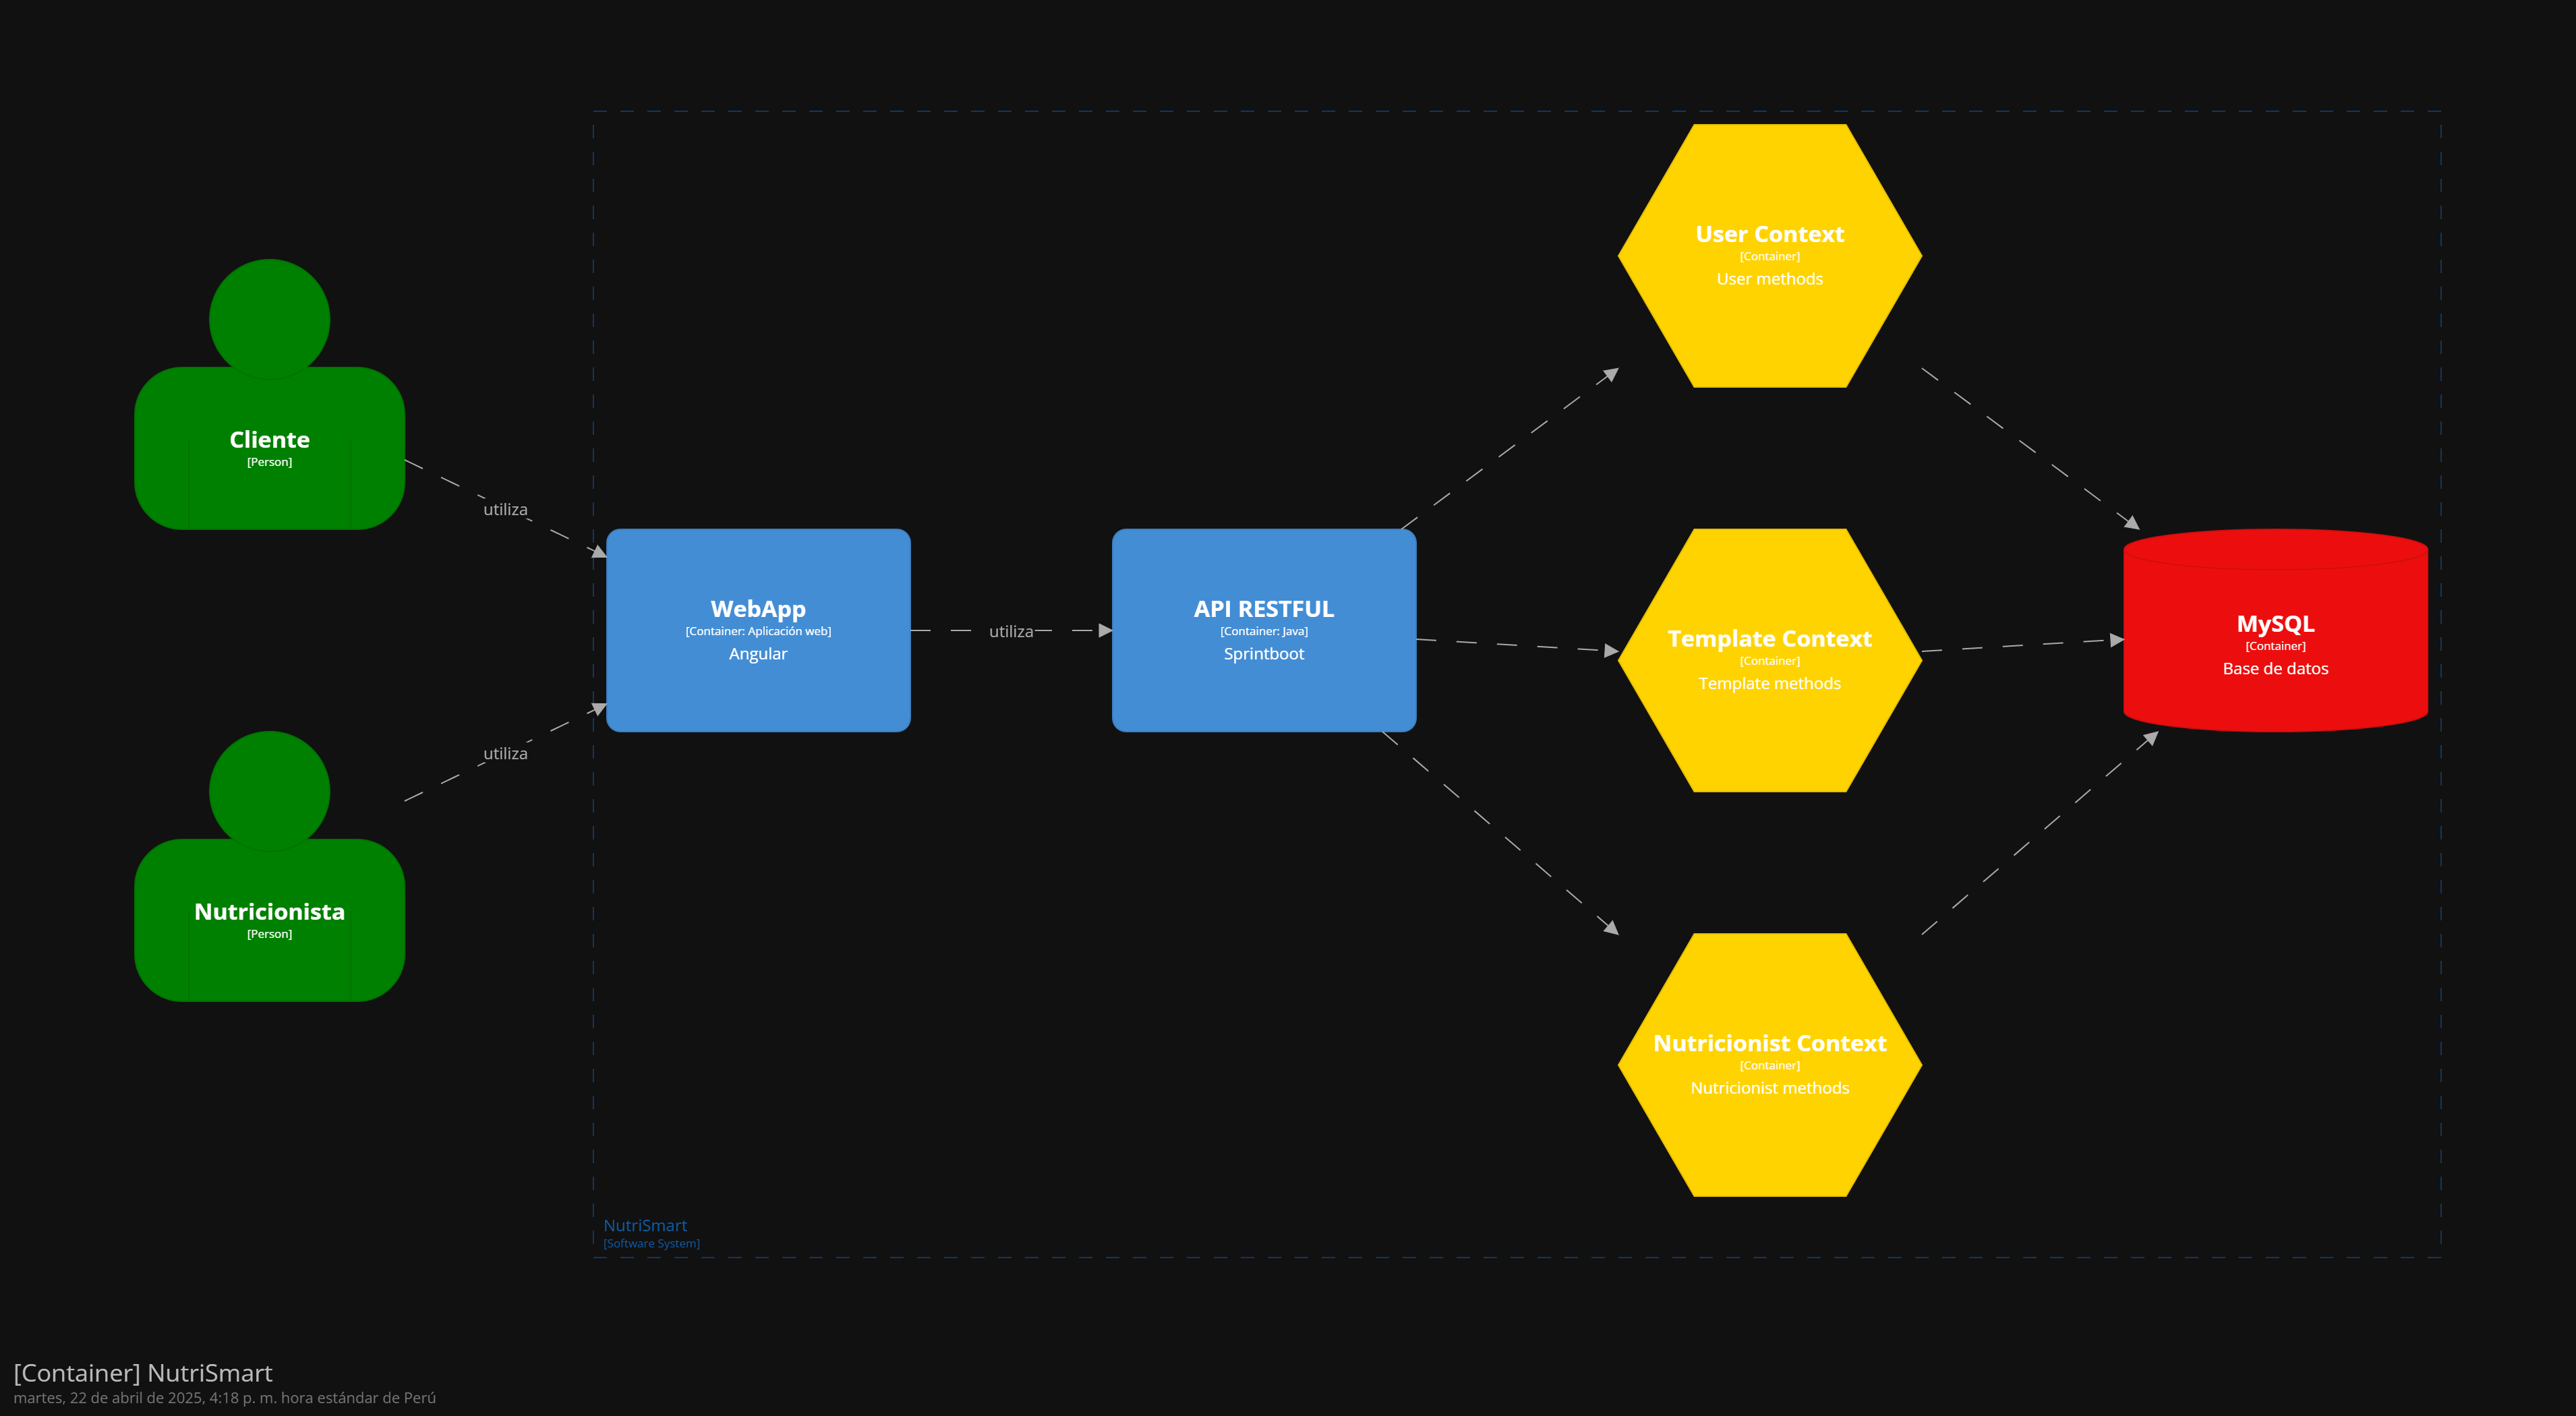 Cliente
[Person]
utiliza
Nutricionista
[Person]
utiliza
WebApp
[Container: Aplicación web]
Angular
utiliza
API RESTFUL
[Container: Java]
Sprintboot
User Context
[Container]
User methods
Template Context
[Container]
Template methods
Nutricionist Context
[Container]
Nutricionist methods
MySQL
[Container]
Base de datos
NutriSmart
[Software System]
[Container] NutriSmart
martes, 22 de abril de 2025, 4:18 p. m. hora estándar de Perú